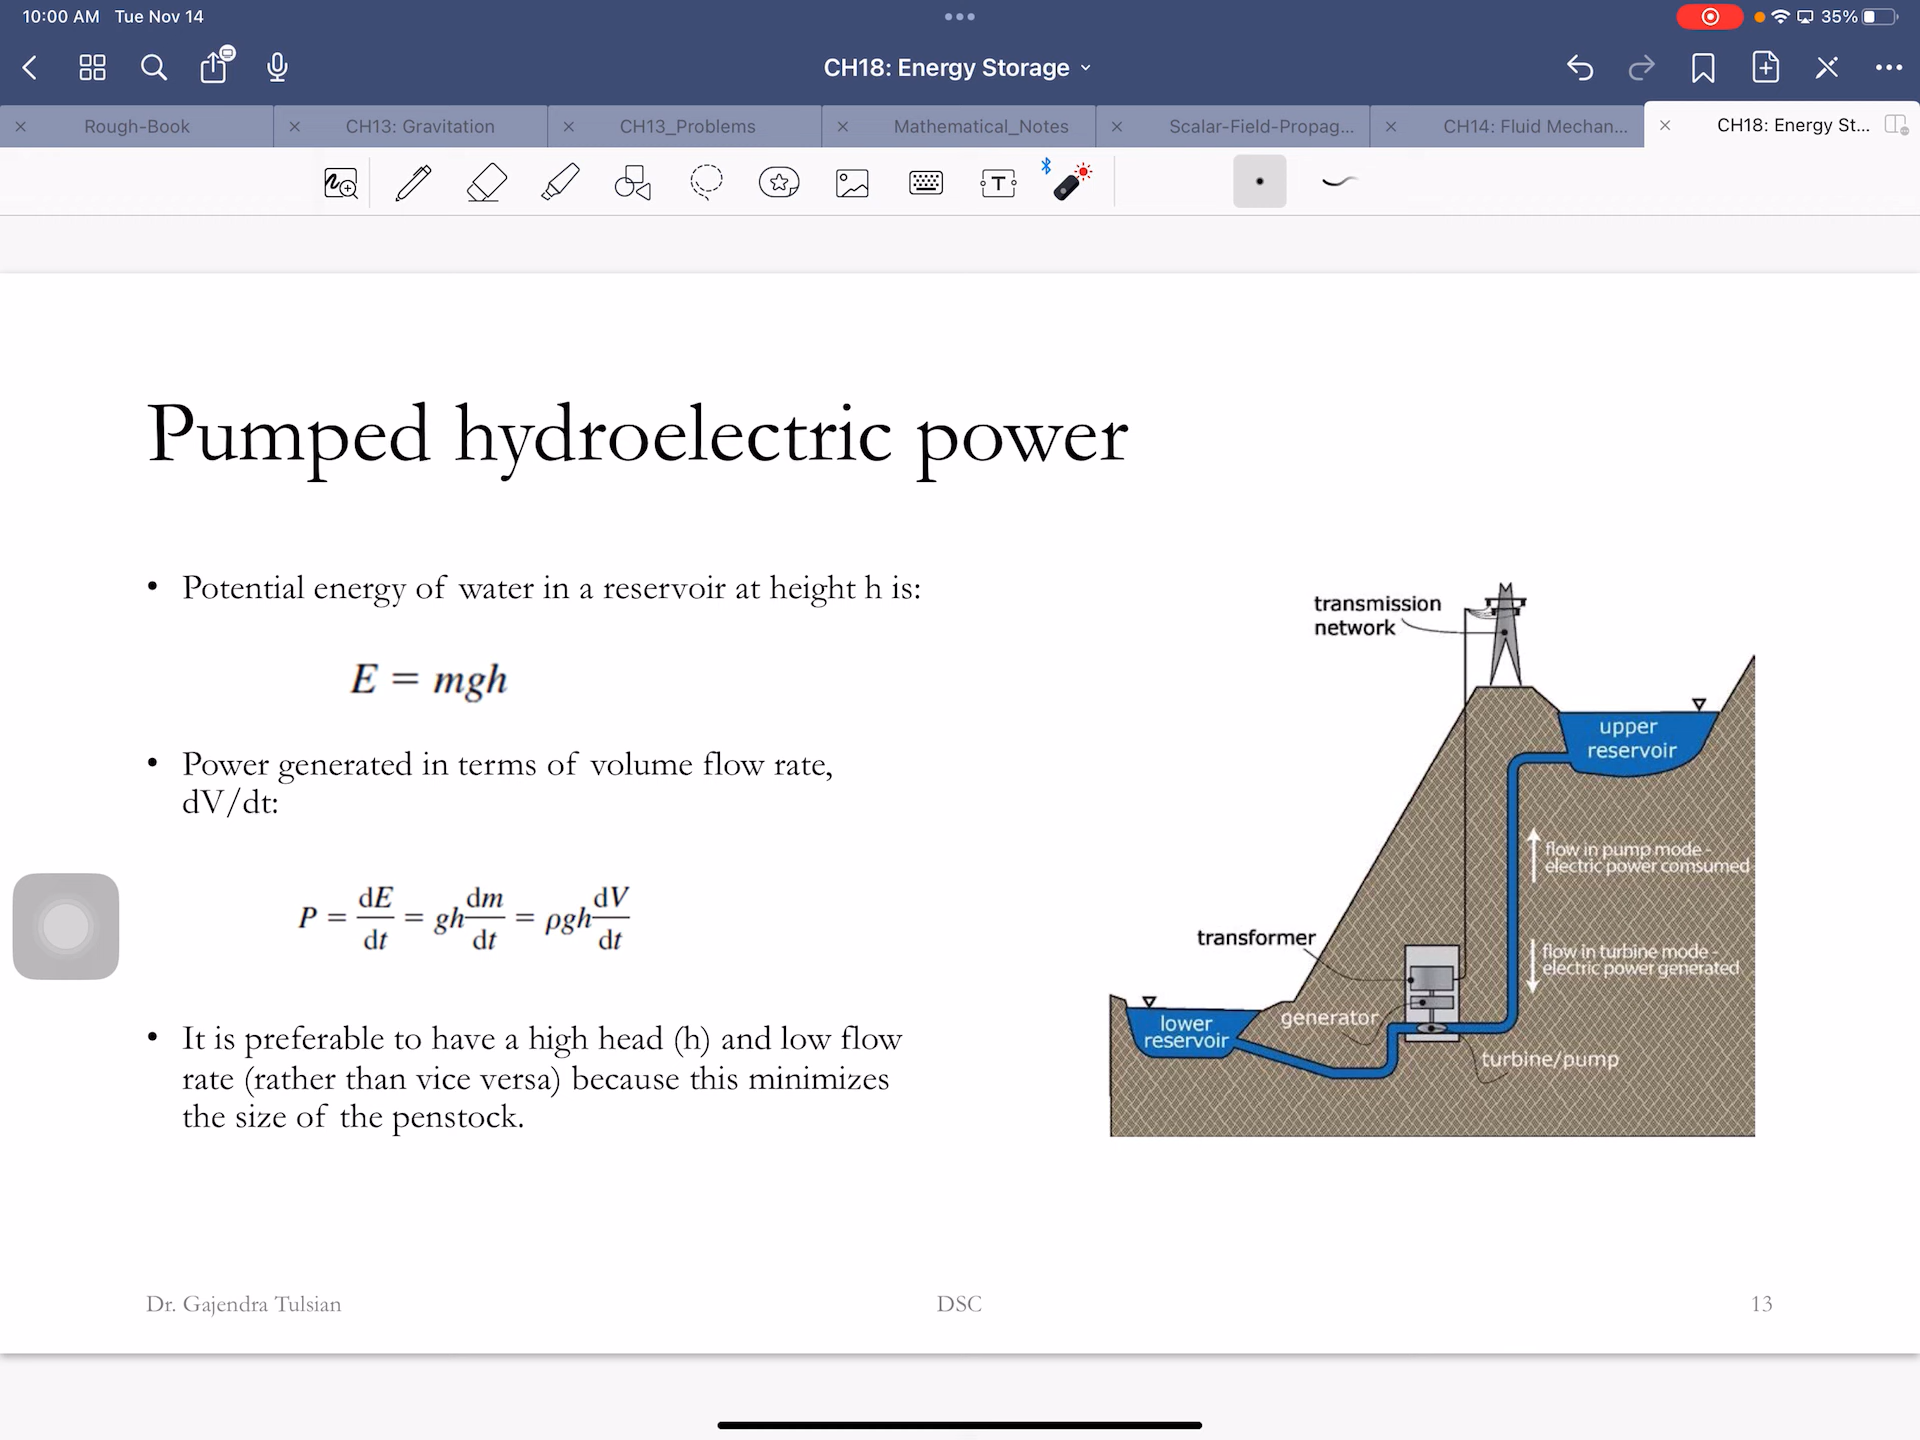 10:00 AM Tue Nov 14
35%
CH18: Energy Storage
Rough-Book
CH13: Gravitation
CH13_Problems
Mathematical_Notes
Scalar-Field-Propag...
CH14: Fluid Mechan...
CH18: Energy St...
T
Pumped hydroelectric power
• Potential energy of water in a reservoir at height h is:
E = mgh
• Power generated in terms of volume flow rate,
dV/dt:
P = dE/dt = gh dm/dt = ρgh dV/dt
• It is preferable to have a high head (h) and low flow
rate (rather than vice versa) because this minimizes
the size of the penstock.
transmission
network
upper
reservoir
flow in pump mode -
electric power comsumed
transformer
flow in turbine mode -
electric power generated
generator
lower
reservoir
turbine/pump
Dr. Gajendra Tulsian
DSC
13